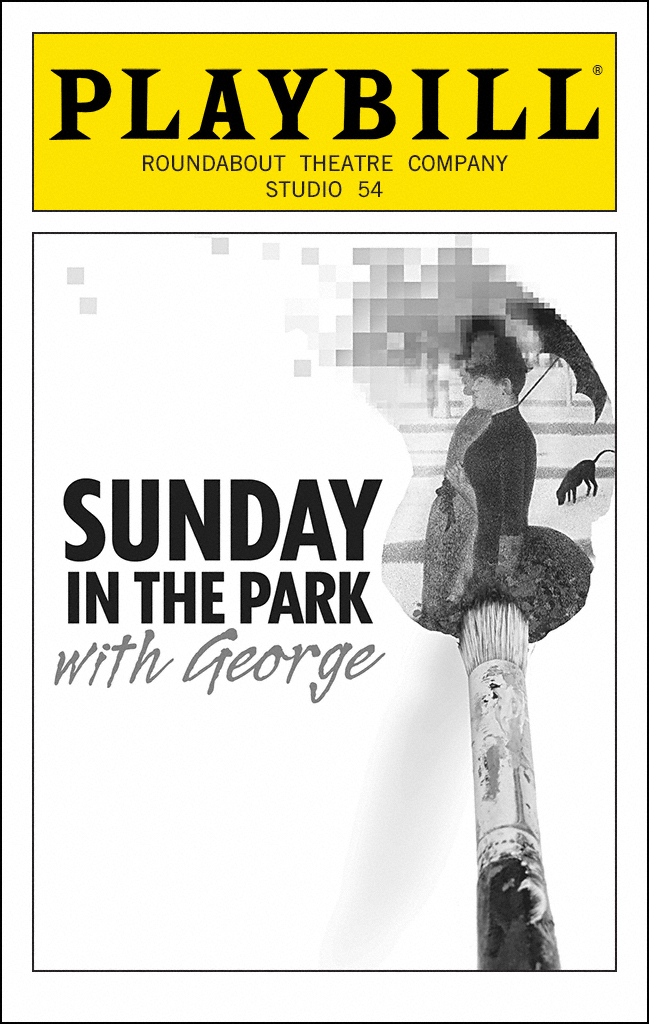 PLAYBILL®
ROUNDABOUT THEATRE COMPANY
STUDIO 54
SUNDAY
IN THE PARK
with George